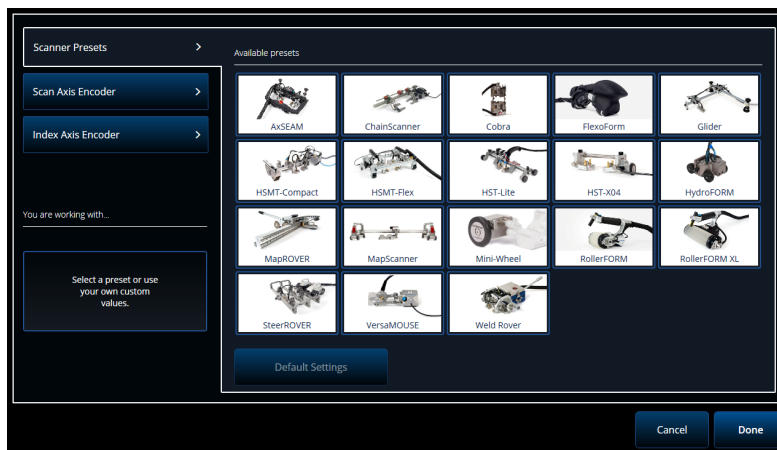 Scanner Presets
Scan Axis Encoder
Index Axis Encoder
You are working with...
Select a preset or use
your own custom
values.
Available presets
AxSEAM
ChainScanner
Cobra
FlexoForm
Glider
HSMT-Compact
HSMT-Flex
HST-Lite
HST-X04
HydroFORM
MapROVER
MapScanner
Mini-Wheel
RollerFORM
RollerFORM XL
SteerROVER
VersaMOUSE
Weld Rover
Default Settings
Cancel
Done